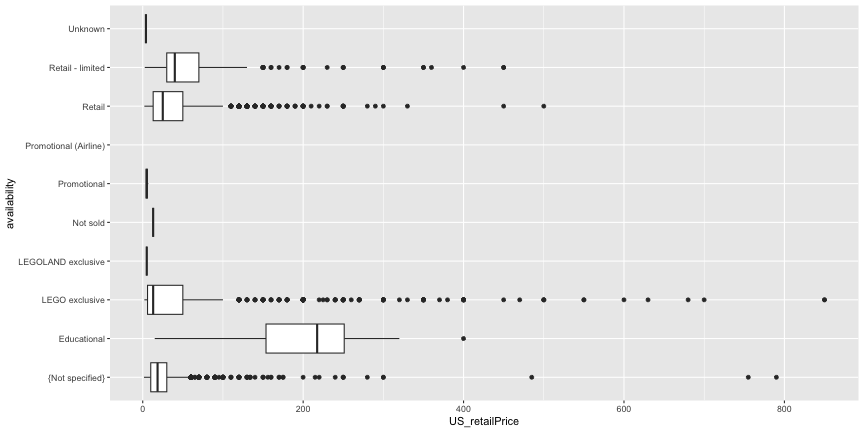 Unknown
Retail - limited
Retail
Promotional (Airline)
Promotional
Not sold
LEGOLAND exclusive
LEGO exclusive
Educational
{Not specified}
availability
0 200 400 600 800
US_retailPrice